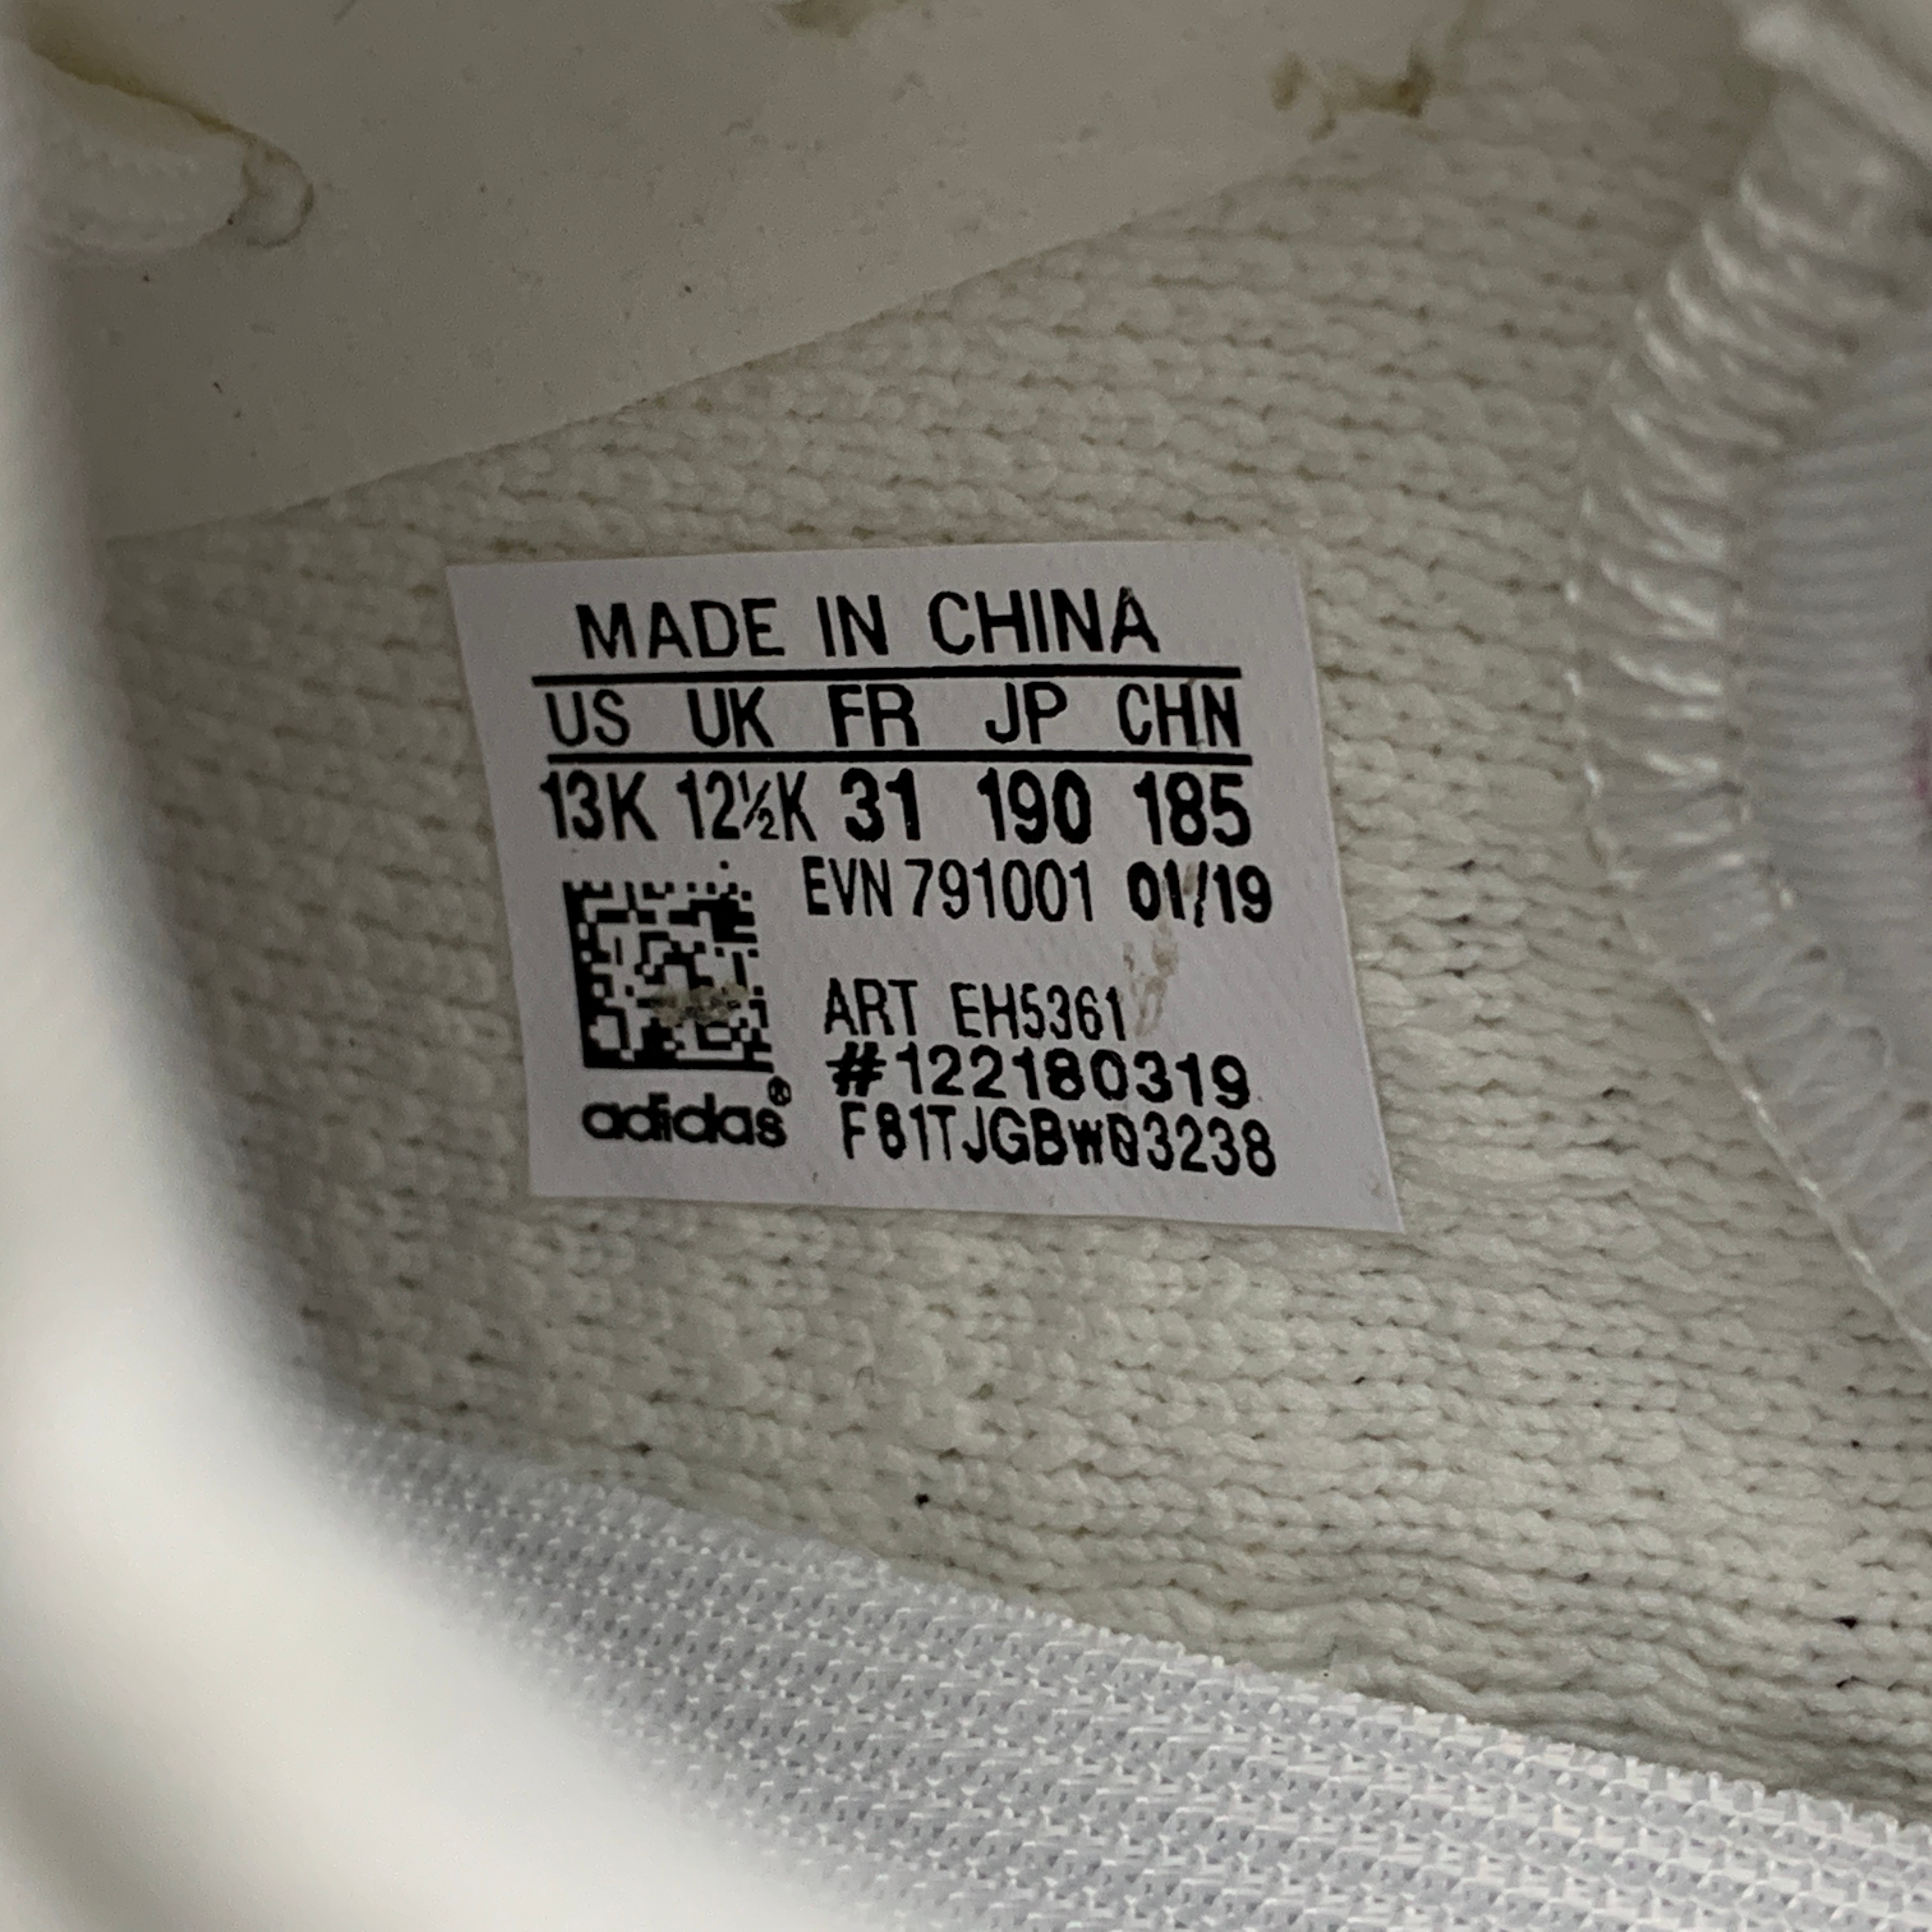 MADE IN CHINA
US UK FR JP CHN
13K 12½K 31 190 185
EVN 791001 01/19
ART EH5361
#122180319
adidas®
F81TJGBW03238